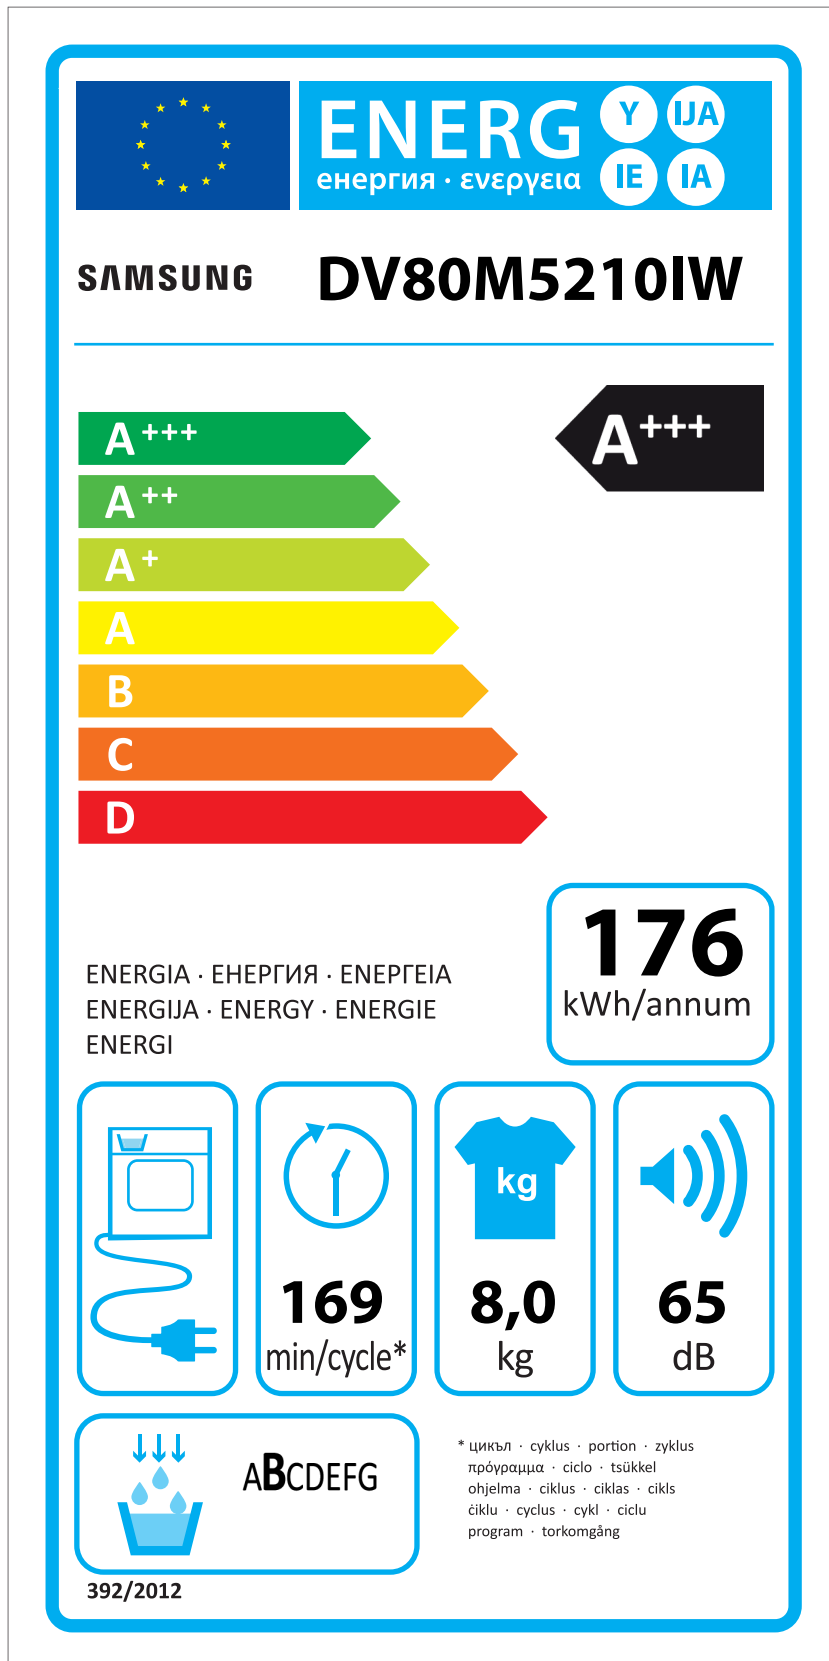 ENERG Y IJA
енергия · ενεργεια IE IA
SAMSUNG DV80M5210IW
A+++
A+++
A++
A+
A
B
C
D
176
kWh/annum
ENERGIA · ЕНЕРГИЯ · ΕΝΕΡΓΕΙΑ
ENERGIJA · ENERGY · ENERGIE
ENERGI
kg
169
min/cycle*
8,0
kg
65
dB
ABCDEFG
* цикъл · cyklus · portion · zyklus
πρόγραμμα · ciclo · tsükkel
ohjelma · ciklus · ciklas · cikls
ċiklu · cyclus · cykl · ciclu
program · torkomgång
392/2012